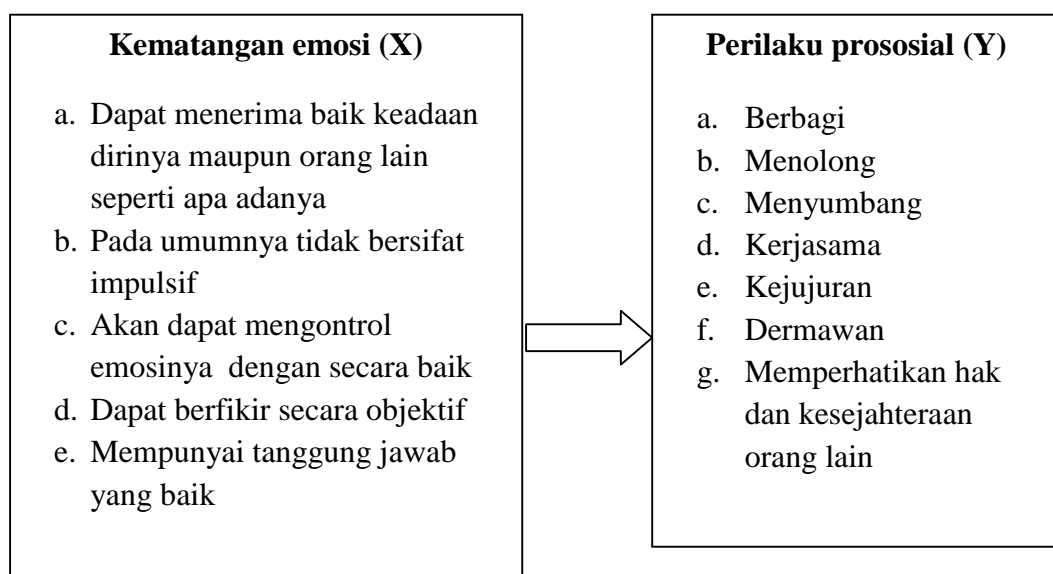 Kematangan emosi (X)
a. Dapat menerima baik keadaan
dirinya maupun orang lain
seperti apa adanya
b. Pada umumnya tidak bersifat
impulsif
c. Akan dapat mengontrol
emosinya dengan secara baik
d. Dapat berfikir secara objektif
e. Mempunyai tanggung jawab
yang baik
Perilaku prososial (Y)
a. Berbagi
b. Menolong
c. Menyumbang
d. Kerjasama
e. Kejujuran
f. Dermawan
g. Memperhatikan hak
dan kesejahteraan
orang lain